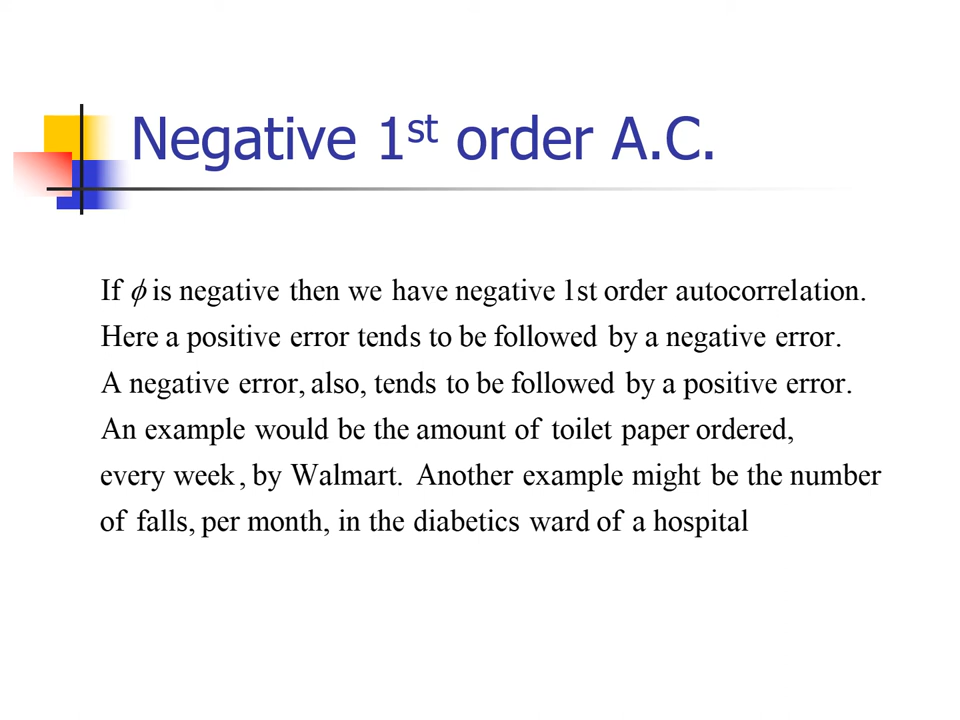 Negative 1st order A.C.
If ϕ is negative then we have negative 1st order autocorrelation.
Here a positive error tends to be followed by a negative error.
A negative error, also, tends to be followed by a positive error.
An example would be the amount of toilet paper ordered,
every week, by Walmart. Another example might be the number
of falls, per month, in the diabetics ward of a hospital